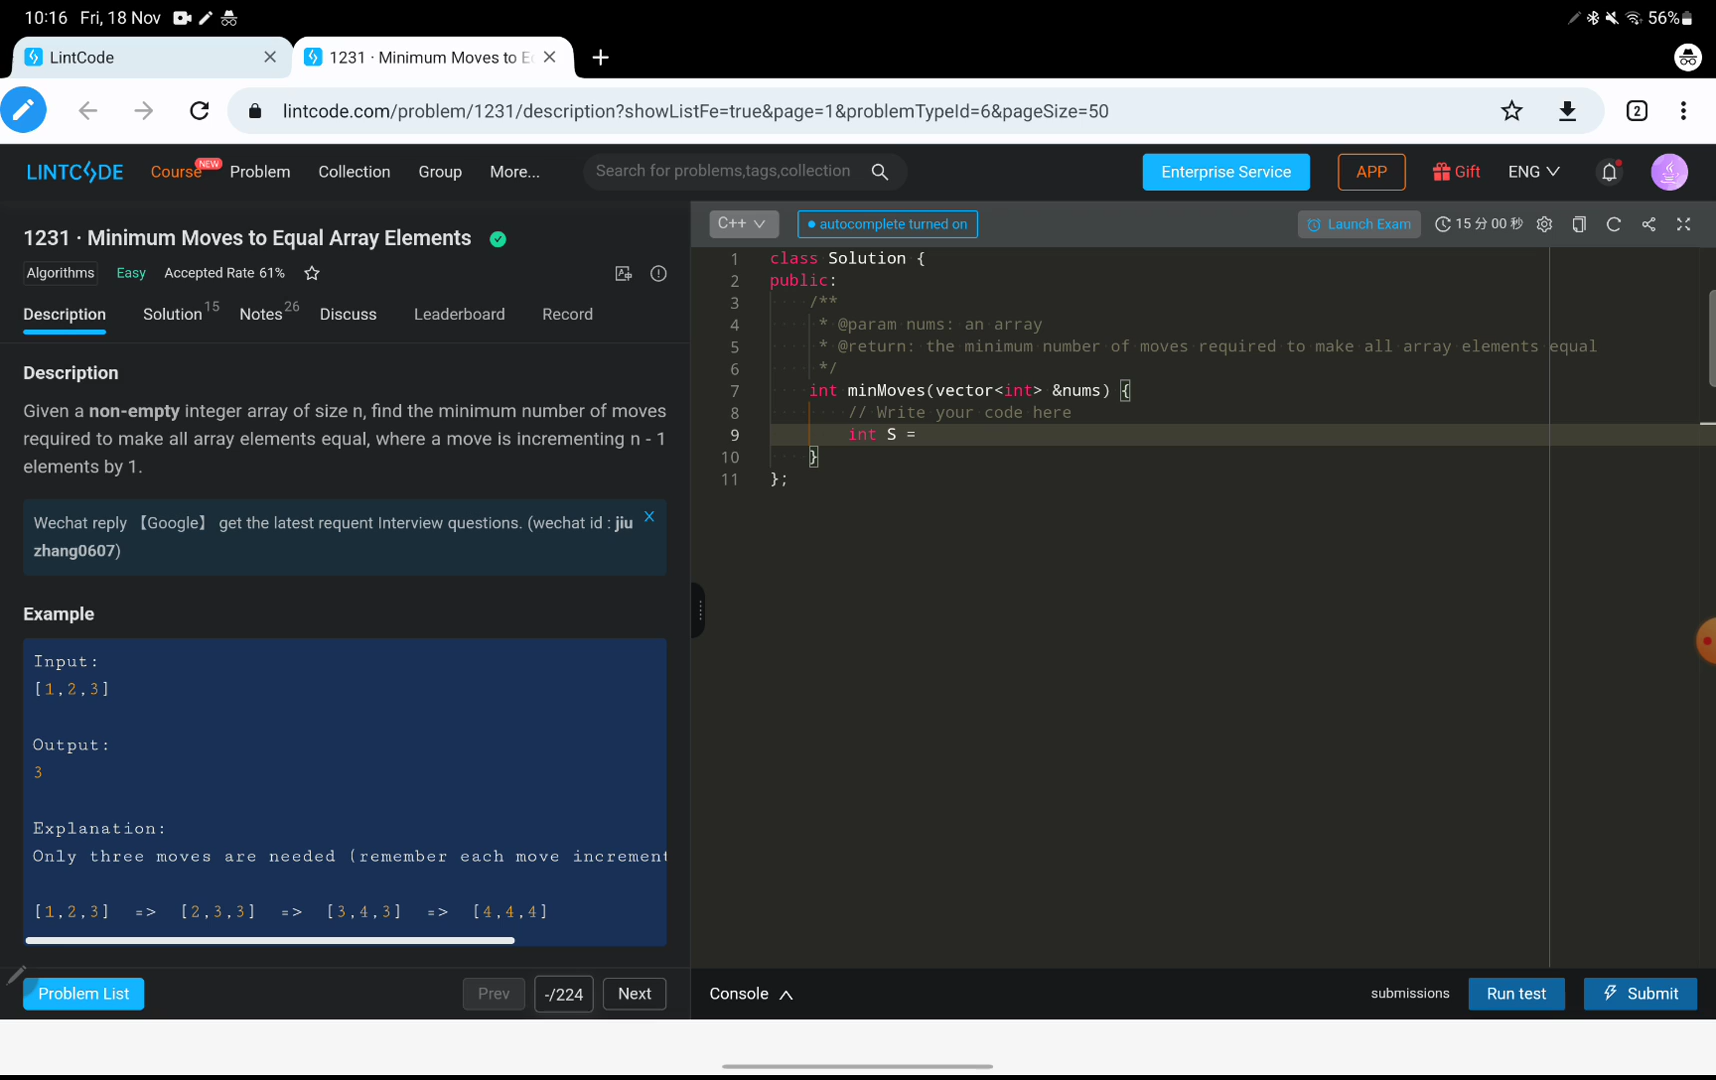 10:16 Fri, 18 Nov
56%
LintCode
1231 · Minimum Moves to Eq
lintcode.com/problem/1231/description?showListFe=true&page=1&problemTypeId=6&pageSize=50
2
LINTCODE
Course NEW
Problem
Collection
Group
More...
Search for problems,tags,collection
Enterprise Service
APP
Gift
ENG
1231 · Minimum Moves to Equal Array Elements
Algorithms
Easy
Accepted Rate 61%
Description
Solution 15
Notes 26
Discuss
Leaderboard
Record
Description
Given a non-empty integer array of size n, find the minimum number of moves
required to make all array elements equal, where a move is incrementing n - 1
elements by 1.
Wechat reply 【Google】 get the latest requent Interview questions. (wechat id : jiu
zhang0607)
X
Example
Input:
[1,2,3]
Output:
3
Explanation:
Only three moves are needed (remember each move increment
[1,2,3] => [2,3,3] => [3,4,3] => [4,4,4]
Problem List
Prev
-/224
Next
C++
autocomplete turned on
Launch Exam
15 分 00 秒
1 class Solution {
2 public:
3 /**
4 * @param nums: an array
5 * @return: the minimum number of moves required to make all array elements equal
6 */
7 int minMoves(vector<int> &nums) {
8 // Write your code here
9 int S =
10 }
11 };
Console
submissions
Run test
Submit